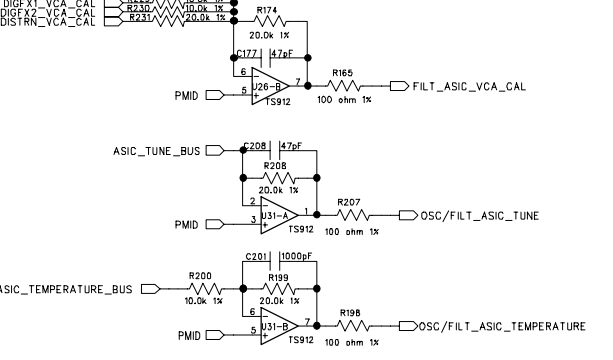 DIGFX1_VCA_CAL
DIGFX2_VCA_CAL R230 10.0k 1%
DISTRN_VCA_CAL R231 20.0k 1%
R174
20.0k 1%
C177 47pF
6
U26-B 7
PMID 5
TS912
R165
100 ohm 1%
FILT_ASIC_VCA_CAL
ASIC_TUNE_BUS
C208 47pF
R208
20.0k 1%
2
U31-A 1
PMID 3
TS912
R207
100 ohm 1%
OSC/FILT_ASIC_TUNE
C201 1000pF
ASIC_TEMPERATURE_BUS
R200
10.0k 1%
R199
20.0k 1%
6
U31-B 7
PMID 5
TS912
R198
100 ohm 1%
OSC/FILT_ASIC_TEMPERATURE